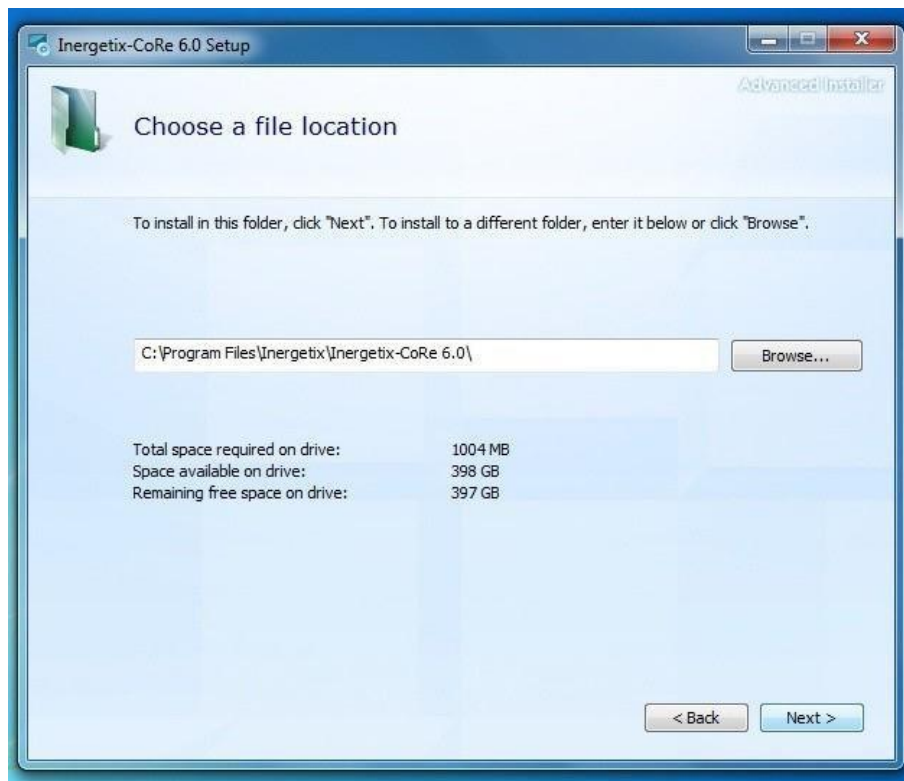 Inergetix-CoRe 6.0 Setup
Advanced Installer
Choose a file location
To install in this folder, click "Next". To install to a different folder, enter it below or click "Browse".
C:\Program Files\Inergetix\Inergetix-CoRe 6.0\
Browse...
Total space required on drive: 1004 MB
Space available on drive: 398 GB
Remaining free space on drive: 397 GB
< Back Next >